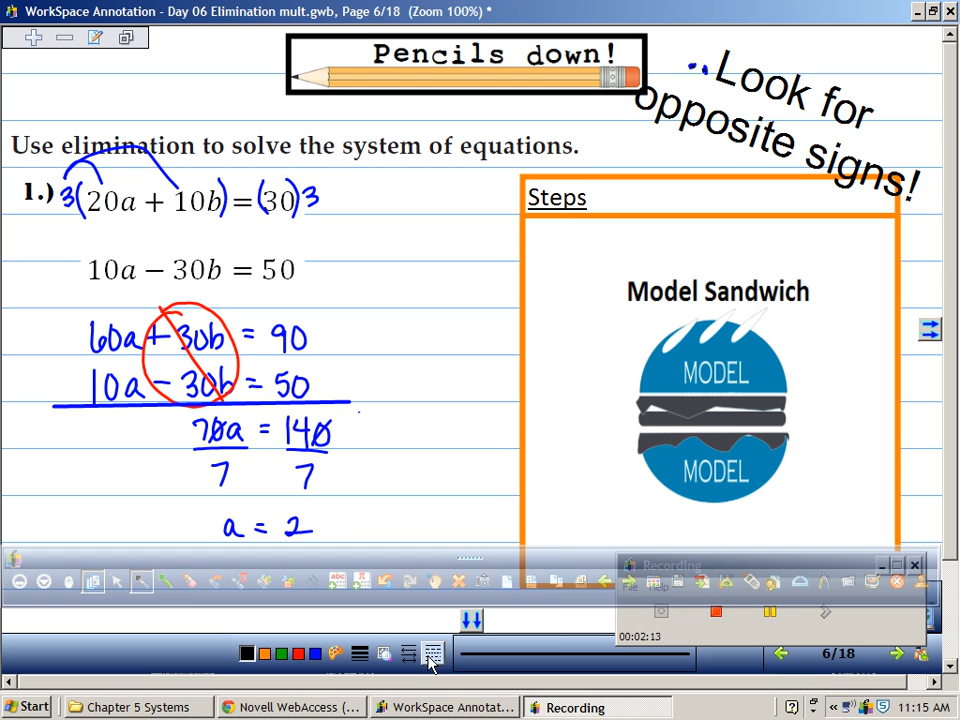 WorkSpace Annotation - Day 06 Elimination mult.gwb, Page 6/18 (Zoom 100%) *
Pencils down!
Look for
opposite signs!
Use elimination to solve the system of equations.
1.) 3(20a + 10b) = (30)3
10a − 30b = 50
60a + 30b = 90
10a − 30b = 50
70a = 140
7 7
a = 2
Steps
Model Sandwich
MODEL
MODEL
Recording
File Help
00:02:13
6/18
Start
Chapter 5 Systems
Novell WebAccess (...
WorkSpace Annotat...
Recording
11:15 AM